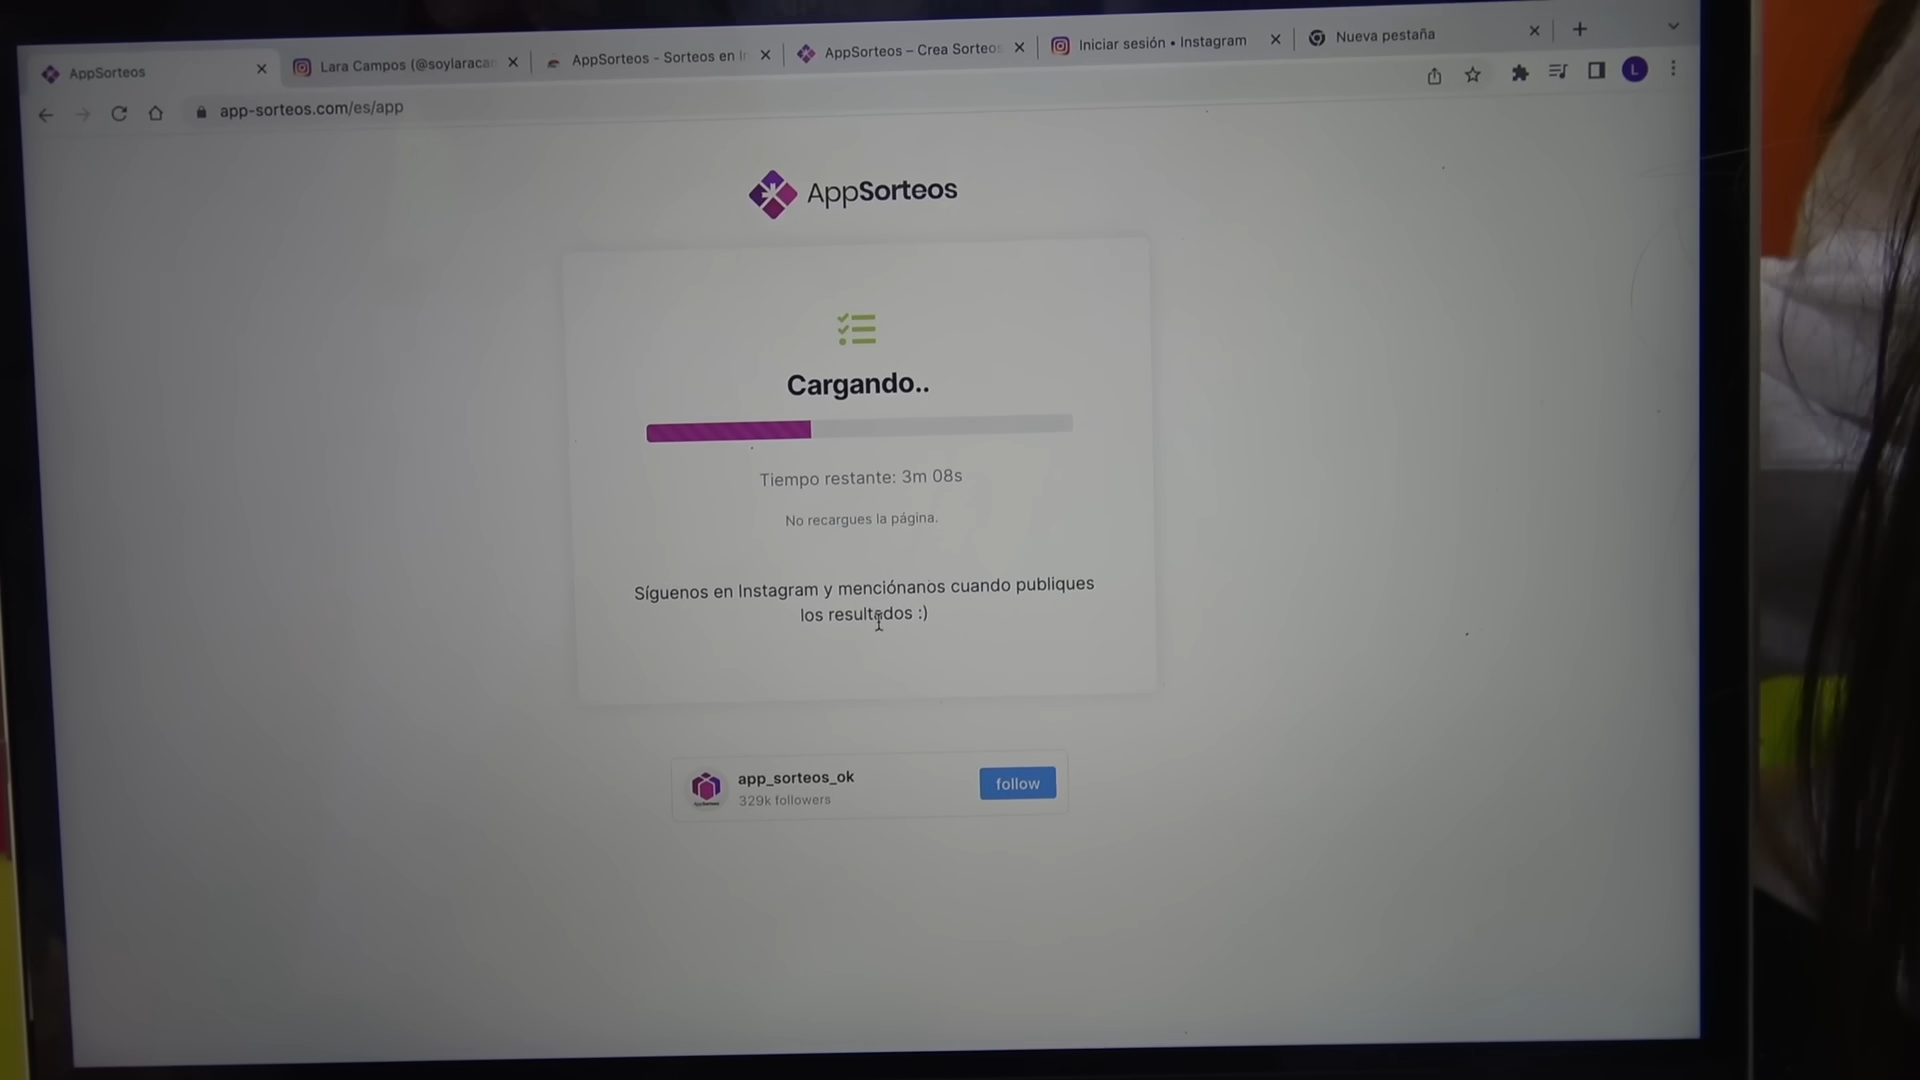 AppSorteos
Lara Campos (@soylaraca
AppSorteos - Sorteos en I
AppSorteos – Crea Sorteos
Iniciar sesión • Instagram
Nueva pestaña
app-sorteos.com/es/app
L
AppSorteos
Cargando..
Tiempo restante: 3m 08s
No recargues la página.
Síguenos en Instagram y menciónanos cuando publiques
los resultados :)
app_sorteos_ok
329k followers
follow